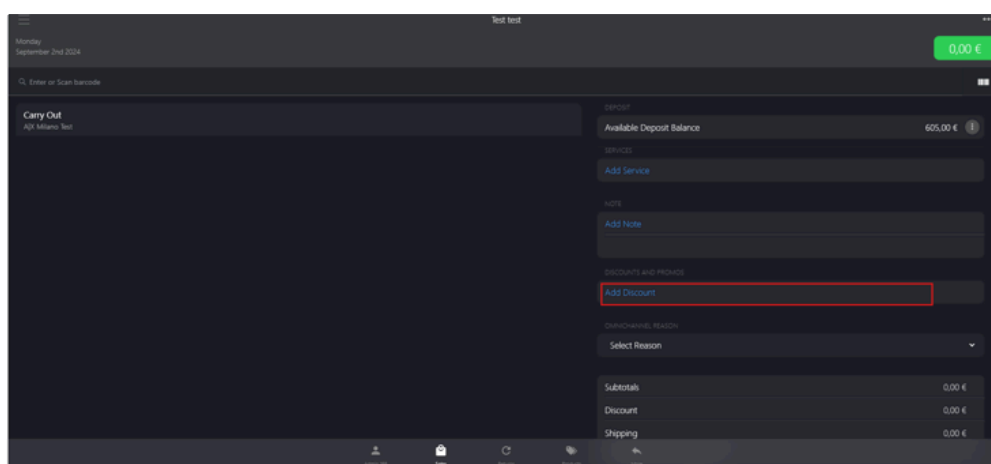 Test test
Monday
September 2nd 2024
0,00 €
Enter or Scan barcode
Carry Out
AJX Milano Test
DEPOSIT
Available Deposit Balance 605,00 €
SERVICES
Add Service
NOTE
Add Note
DISCOUNTS AND PROMOS
Add Discount
OMNICHANNEL REASON
Select Reason
Subtotals 0,00 €
Discount 0,00 €
Shipping 0,00 €